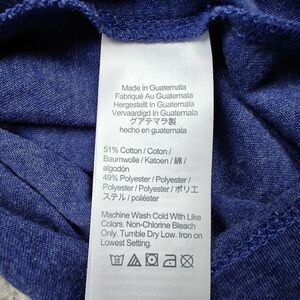 Made In Guatemala
Fabriqué Au Guatemala
Hergestellt In Guatemala
Vervaardigd In Guatemala
グアテマラ製
hecho en guatemala
51% Cotton / Coton /
Baumwolle / Katoen / 綿 /
algodón
49% Polyester / Polyester /
Polyester / Polyester / ポリエ
ステル / poliéster
Machine Wash Cold With Like
Colors. Non-Chlorine Bleach
Only. Tumble Dry Low. Iron on
Lowest Setting.